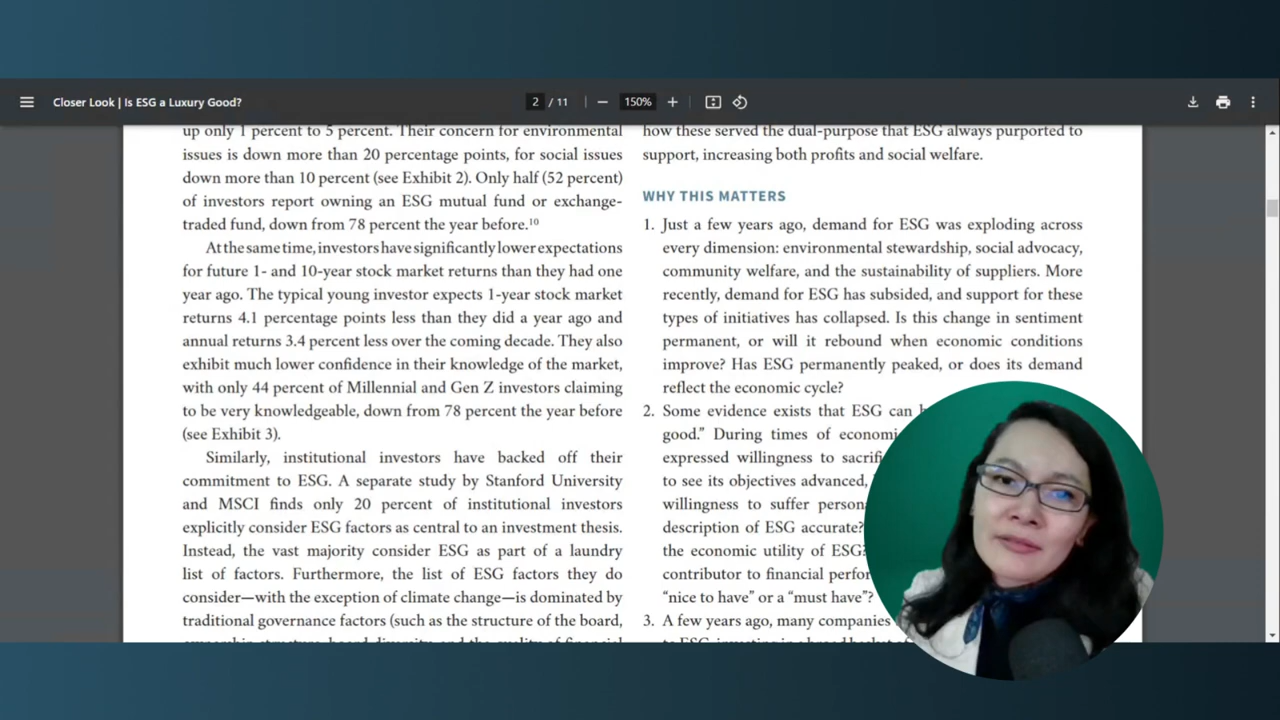 Closer Look | Is ESG a Luxury Good?
2 / 11
150%
up only 1 percent to 5 percent. Their concern for environmental
issues is down more than 20 percentage points, for social issues
down more than 10 percent (see Exhibit 2). Only half (52 percent)
of investors report owning an ESG mutual fund or exchange-
traded fund, down from 78 percent the year before.10
At the same time, investors have significantly lower expectations
for future 1- and 10-year stock market returns than they had one
year ago. The typical young investor expects 1-year stock market
returns 4.1 percentage points less than they did a year ago and
annual returns 3.4 percent less over the coming decade. They also
exhibit much lower confidence in their knowledge of the market,
with only 44 percent of Millennial and Gen Z investors claiming
to be very knowledgeable, down from 78 percent the year before
(see Exhibit 3).
Similarly, institutional investors have backed off their
commitment to ESG. A separate study by Stanford University
and MSCI finds only 20 percent of institutional investors
explicitly consider ESG factors as central to an investment thesis.
Instead, the vast majority consider ESG as part of a laundry
list of factors. Furthermore, the list of ESG factors they do
consider—with the exception of climate change—is dominated by
traditional governance factors (such as the structure of the board,
how these served the dual-purpose that ESG always purported to
support, increasing both profits and social welfare.
WHY THIS MATTERS
1. Just a few years ago, demand for ESG was exploding across
every dimension: environmental stewardship, social advocacy,
community welfare, and the sustainability of suppliers. More
recently, demand for ESG has subsided, and support for these
types of initiatives has collapsed. Is this change in sentiment
permanent, or will it rebound when economic conditions
improve? Has ESG permanently peaked, or does its demand
reflect the economic cycle?
2. Some evidence exists that ESG can
good.” During times of
expressed willingness to
to see its objectives advanced,
willingness to suffer
description of ESG accurate?
the economic utility of ESG?
contributor to financial
“nice to have” or a “must have”?
3. A few years ago, many companies